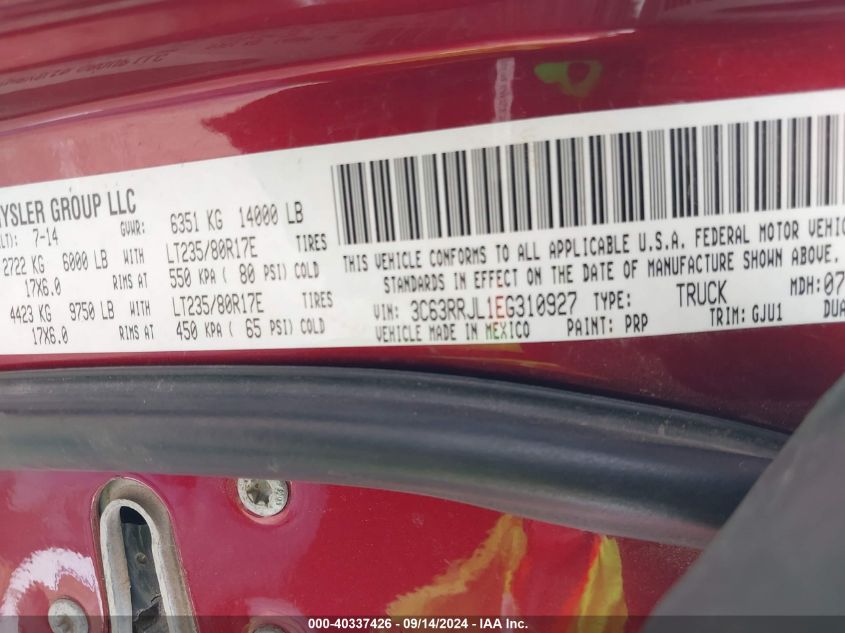 YSLER GROUP LLC
7-14 GVWR: 6351 KG 14000 LB
2722 KG 6000 LB WITH LT235/80R17E TIRES
17X6.0 RIMS AT 550 KPA ( 80 PSI) COLD
4423 KG 9750 LB WITH LT235/80R17E TIRES
17X6.0 RIMS AT 450 KPA ( 65 PSI) COLD
THIS VEHICLE CONFORMS TO ALL APPLICABLE U.S.A. FEDERAL MOTOR VEHIC
STANDARDS IN EFFECT ON THE DATE OF MANUFACTURE SHOWN ABOVE.
VIN: 3C63RRJL1EG310927 TYPE: TRUCK MDH:07
VEHICLE MADE IN MEXICO PAINT: PRP TRIM: GJU1 DUA
000-40337426 - 09/14/2024 - IAA Inc.